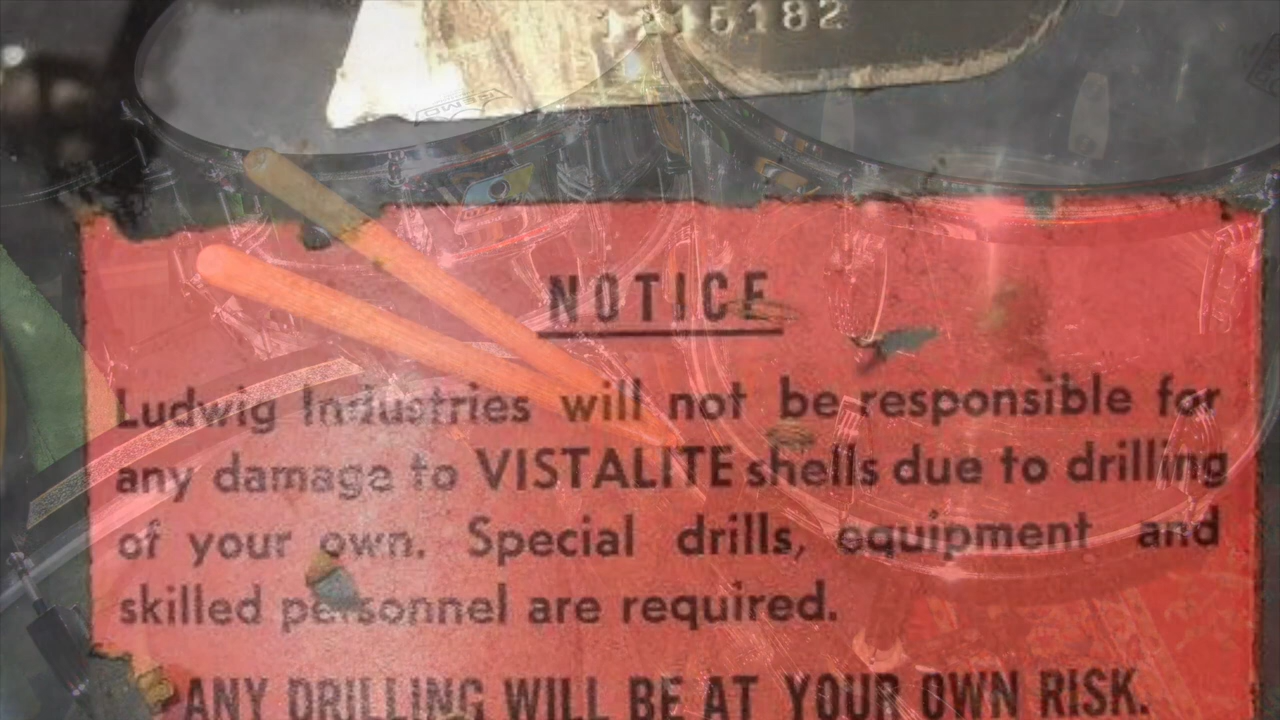 REMO
NOTICE
Ludwig Industries will not be responsible for
any damage to VISTALITE shells due to drilling
of your own. Special drills, equipment and
skilled personnel are required.
ANY DRILLING WILL BE AT YOUR OWN RISK.